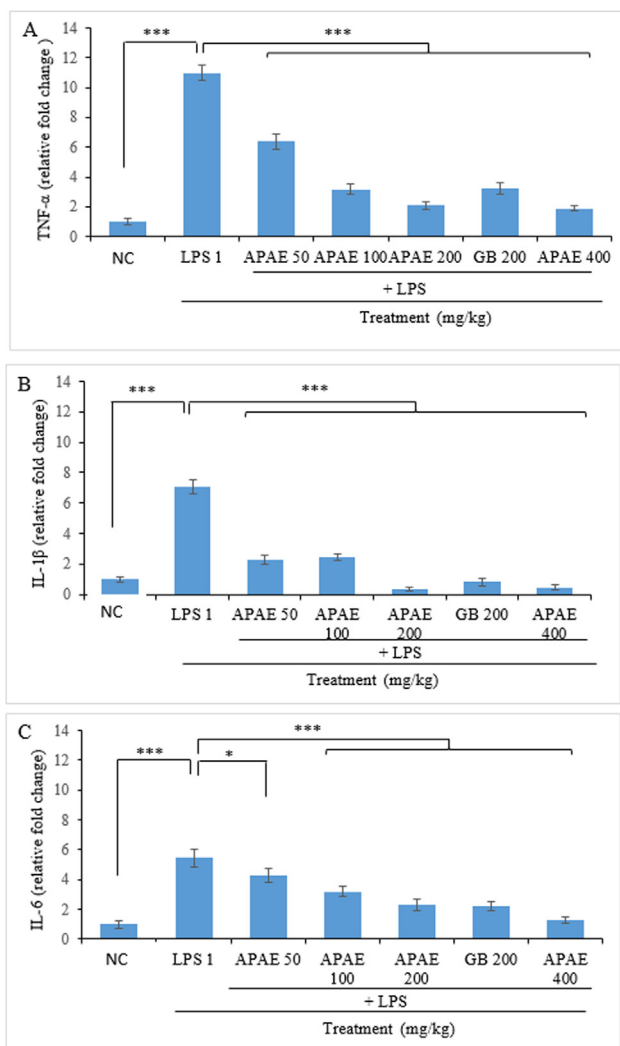 A
14
12
10
8
6
4
2
0
TNF-α (relative fold change )
***
***
NC
LPS 1
APAE 50
APAE 100
APAE 200
GB 200
APAE 400
+ LPS
Treatment (mg/kg)
B
14
12
10
8
6
4
2
0
IL-1β (relative fold change)
***
***
NC
LPS 1
APAE 50
APAE
100
APAE
200
GB 200
APAE
400
+ LPS
Treatment (mg/kg)
C
14
12
10
8
6
4
2
0
IL-6 (relative fold change)
***
***
*
NC
LPS 1
APAE 50
APAE
100
APAE
200
GB 200
APAE
400
+ LPS
Treatment (mg/kg)